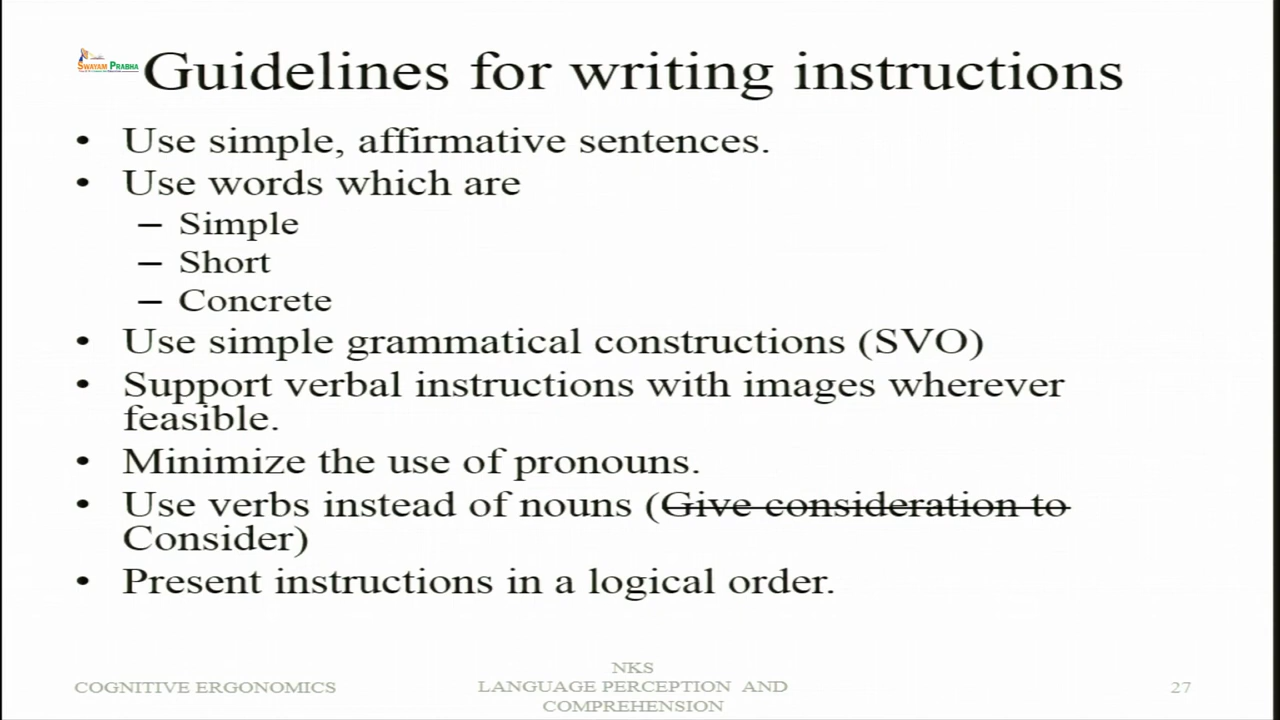 SWAYAM PRABHA
Guidelines for writing instructions
• Use simple, affirmative sentences.
• Use words which are
– Simple
– Short
– Concrete
• Use simple grammatical constructions (SVO)
• Support verbal instructions with images wherever
feasible.
• Minimize the use of pronouns.
• Use verbs instead of nouns (Give consideration to
Consider)
• Present instructions in a logical order.
COGNITIVE ERGONOMICS
NKS
LANGUAGE PERCEPTION AND
COMPREHENSION
27